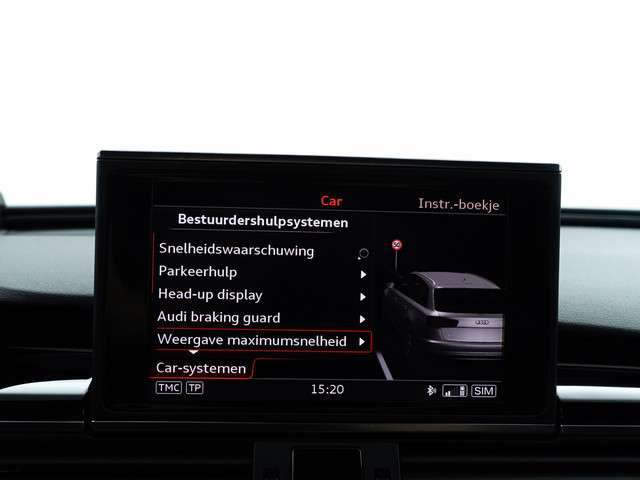 Car
Instr.-boekje
Bestuurdershulpsystemen
Snelheidswaarschuwing
Parkeerhulp
Head-up display
Audi braking guard
Weergave maximumsnelheid
Car-systemen
TMC TP 15:20 SIM